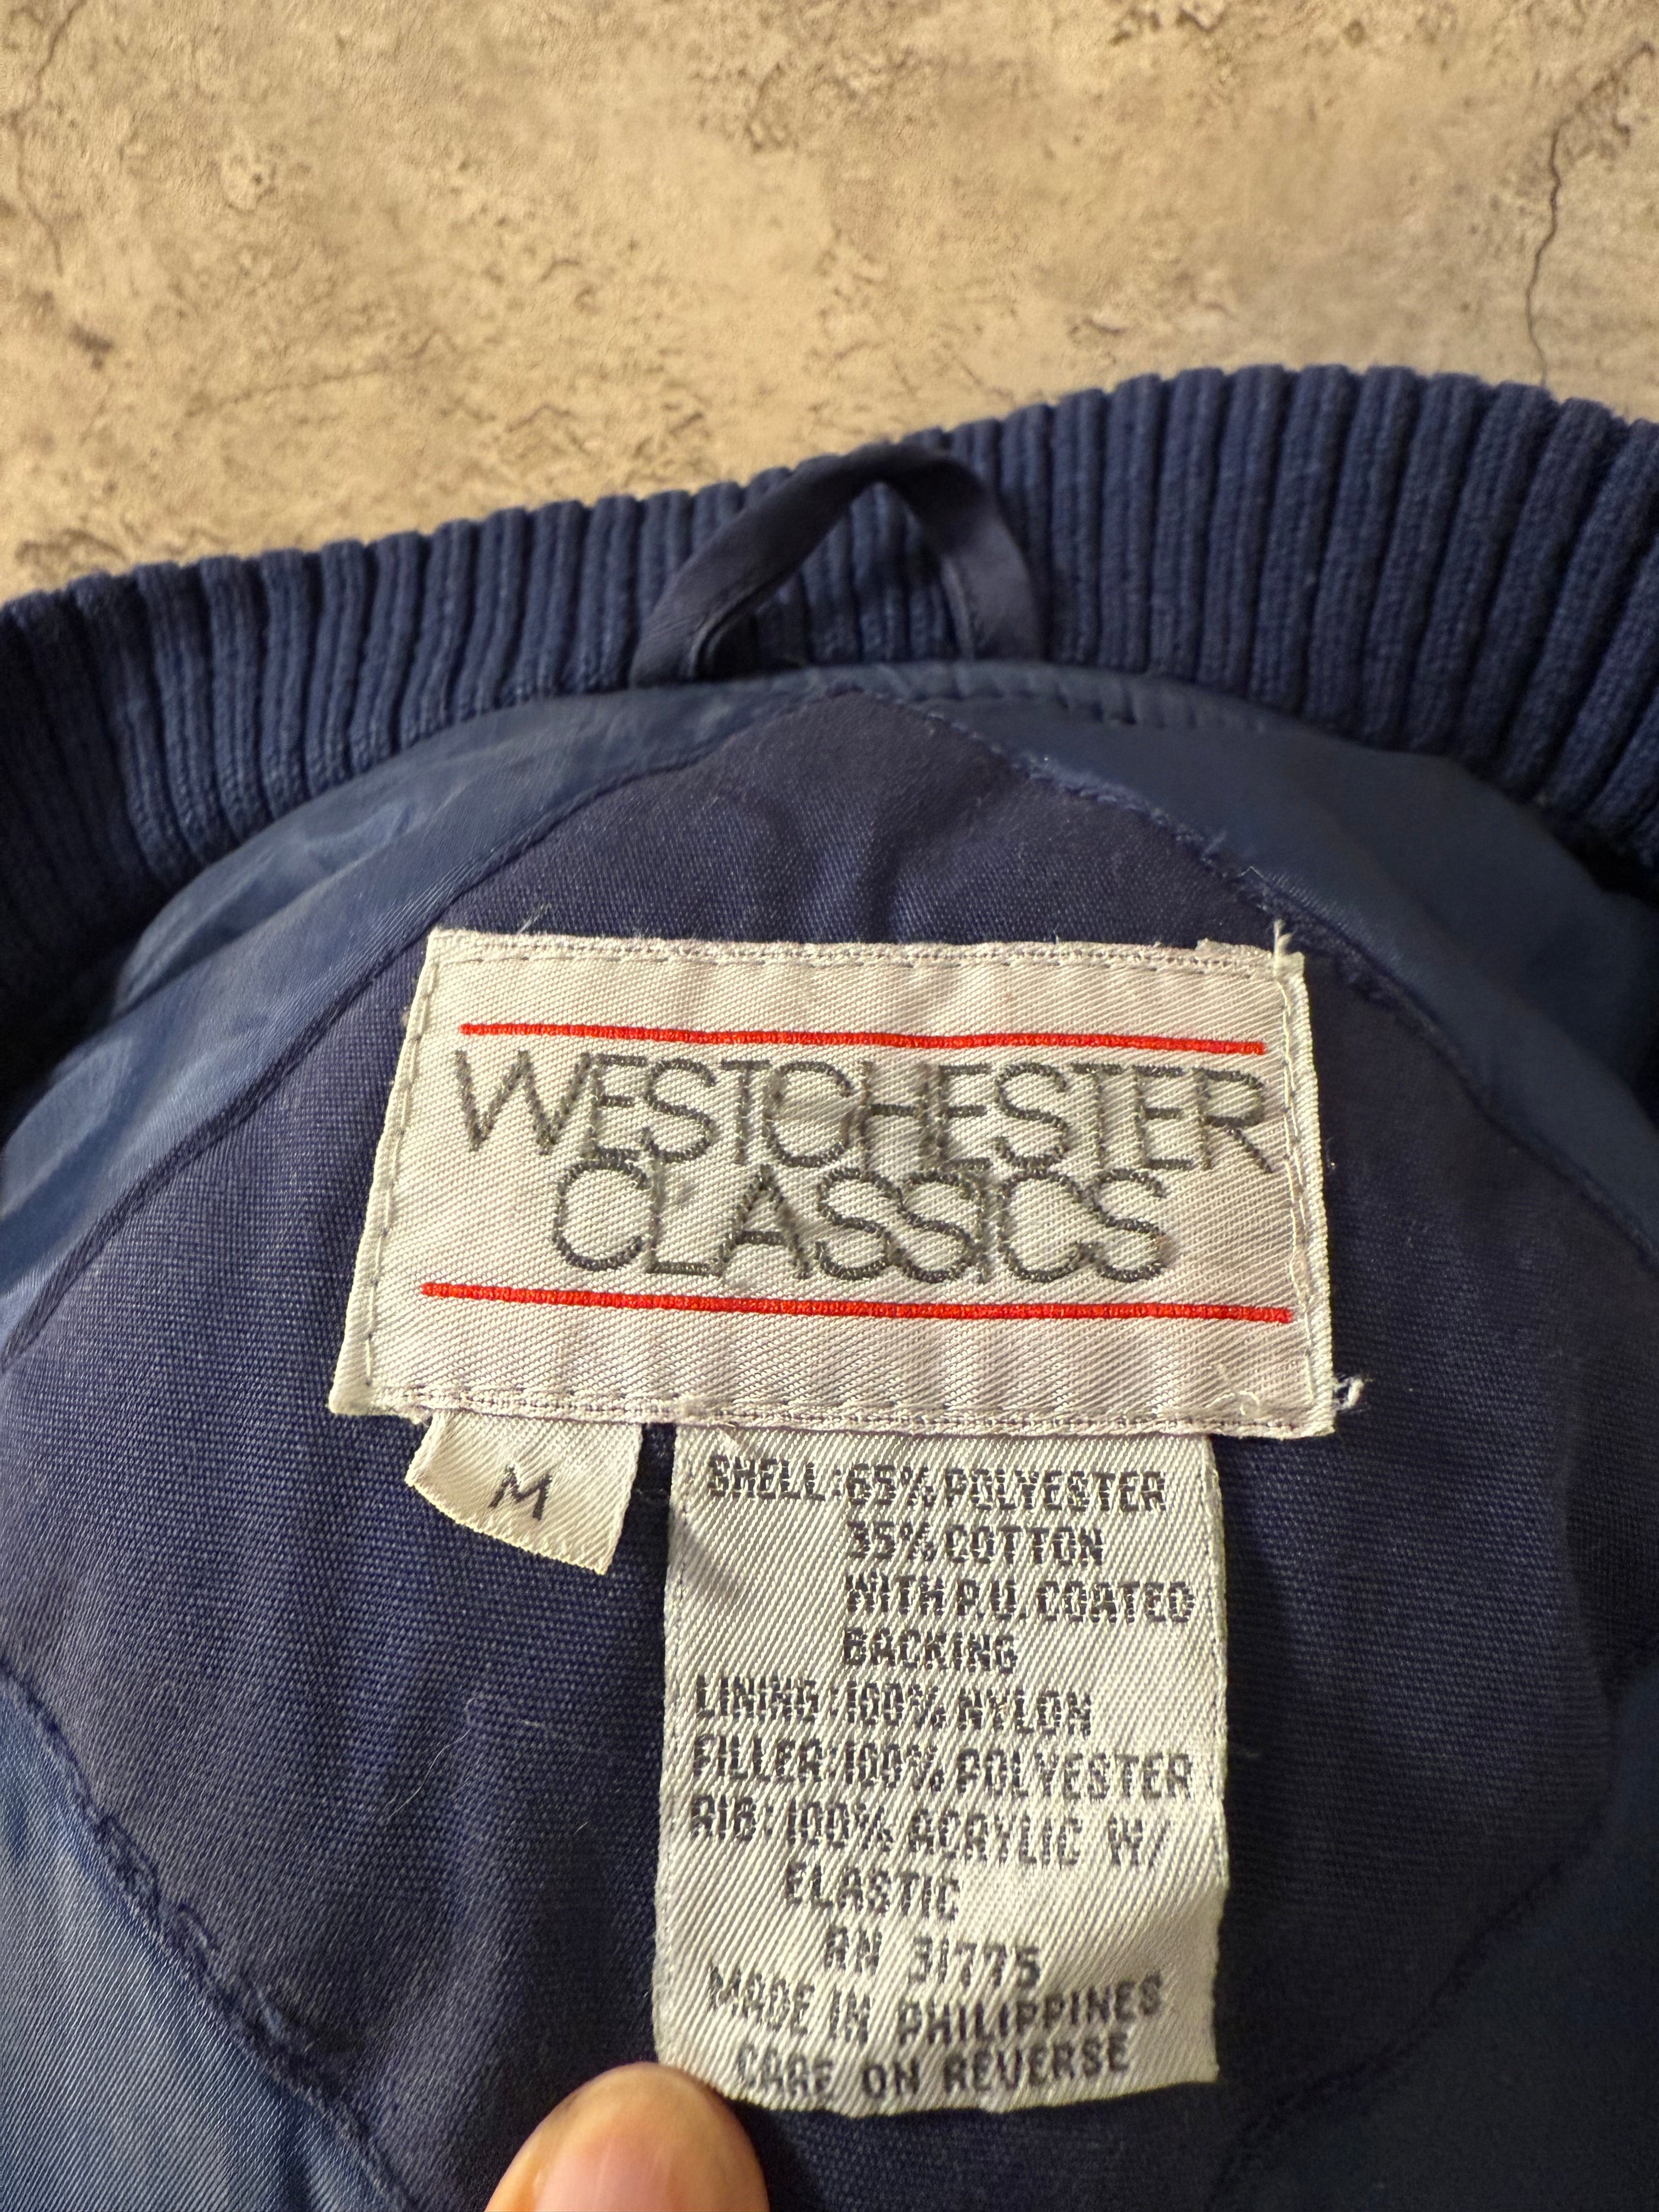 WESTCHESTER
CLASSICS
M
SHELL:65% POLYESTER
35% COTTON
WITH P.U. COATED
BACKING
LINING:100% NYLON
FILLER:100% POLYESTER
RIB:100% ACRYLIC W/
ELASTIC
RN 31775
MADE IN PHILIPPINES
CARE ON REVERSE